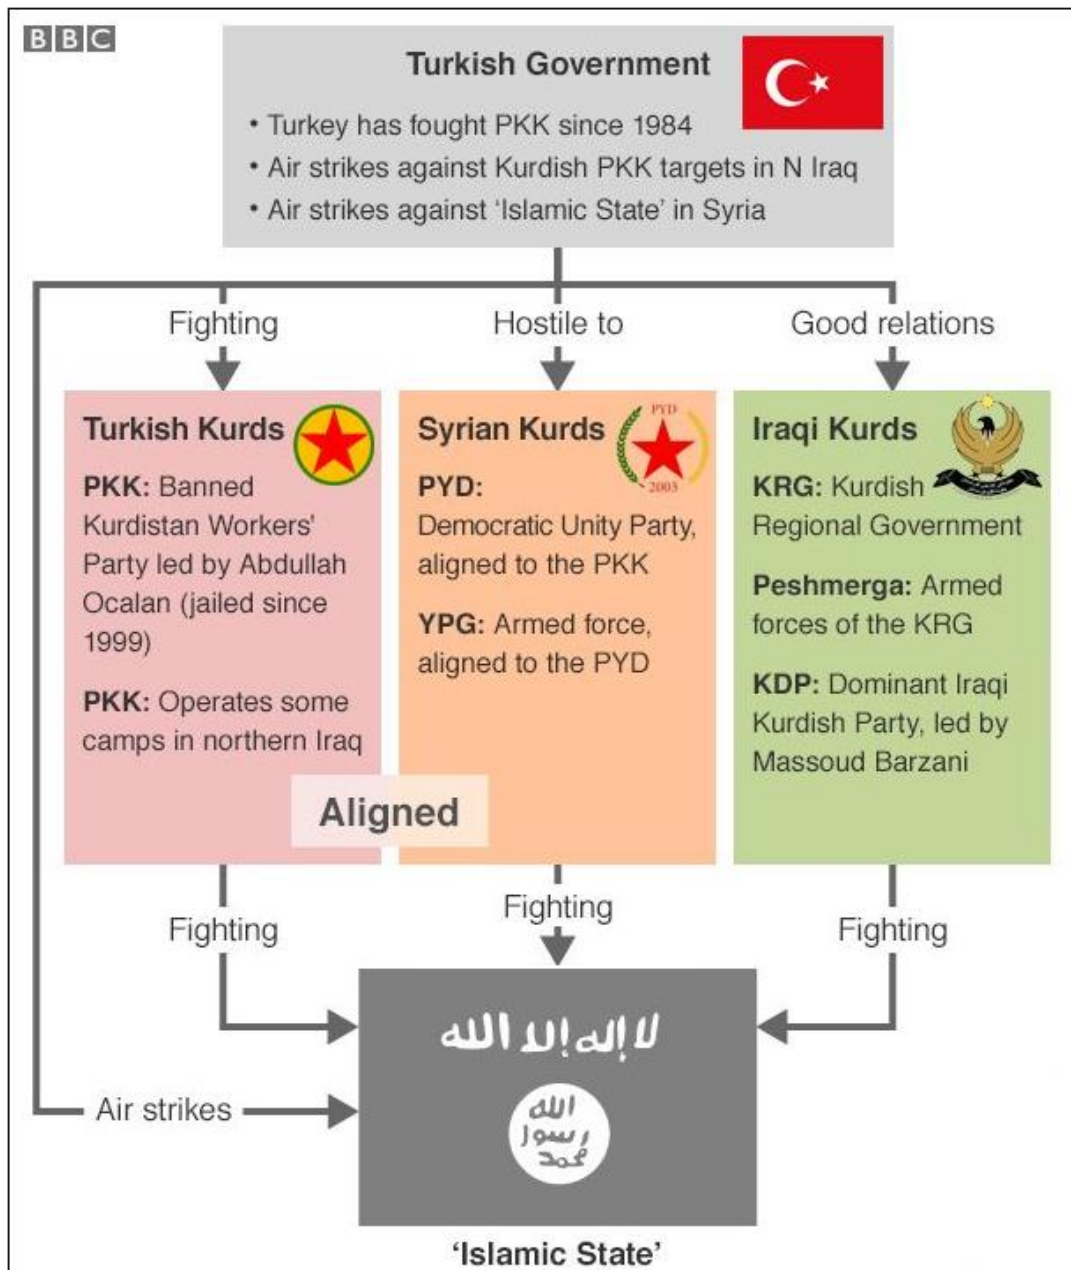 BBC
Turkish Government
• Turkey has fought PKK since 1984
• Air strikes against Kurdish PKK targets in N Iraq
• Air strikes against ‘Islamic State’ in Syria
Fighting
Hostile to
Good relations
Turkish Kurds
PKK: Banned
Kurdistan Workers'
Party led by Abdullah
Ocalan (jailed since
1999)
PKK: Operates some
camps in northern Iraq
PYD
2003
Syrian Kurds
PYD:
Democratic Unity Party,
aligned to the PKK
YPG: Armed force,
aligned to the PYD
Iraqi Kurds
KRG: Kurdish
Regional Government
Peshmerga: Armed
forces of the KRG
KDP: Dominant Iraqi
Kurdish Party, led by
Massoud Barzani
Aligned
Fighting
Fighting
Fighting
Air strikes
لا إله إلا الله
الله
رسول
محمد
‘Islamic State’